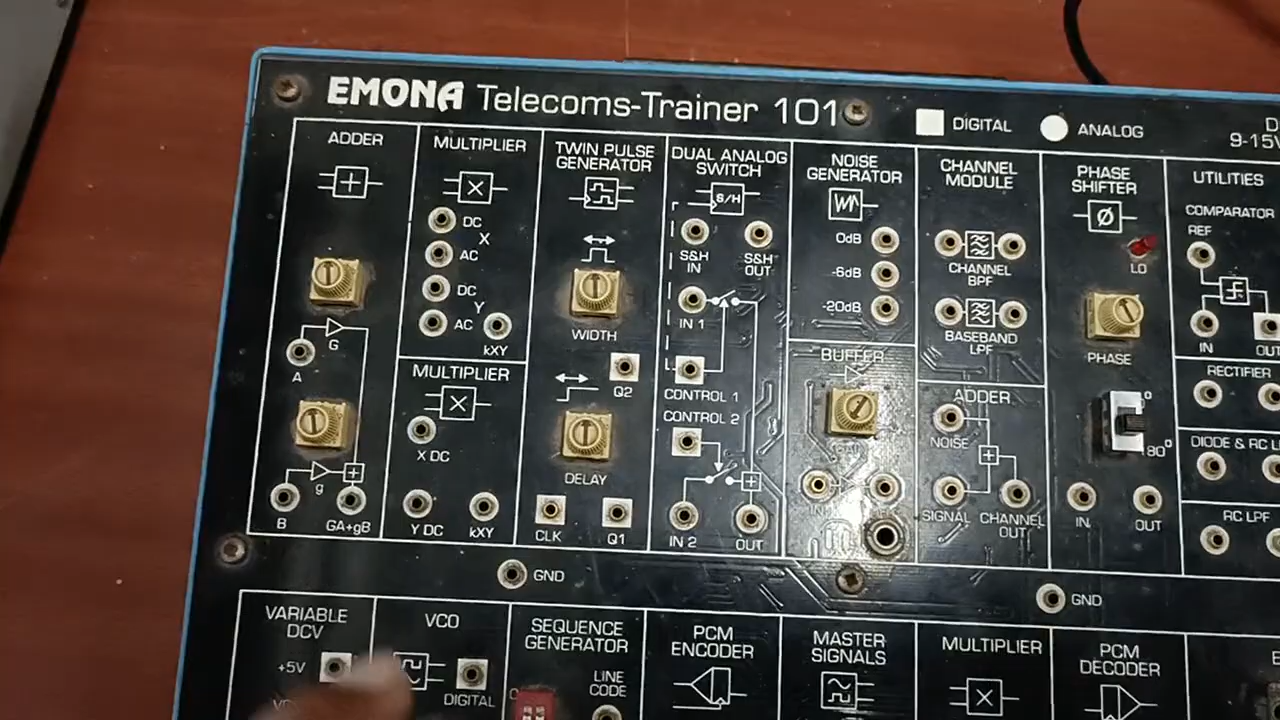 EMONA Telecoms-Trainer 101
DIGITAL
ANALOG
9-15V
ADDER
G
A
g
B
GA+gB
MULTIPLIER
DC
X
AC
DC
Y
AC
kXY
MULTIPLIER
X DC
Y DC
kXY
TWIN PULSE
GENERATOR
WIDTH
Q2
DELAY
CLK
Q1
DUAL ANALOG
SWITCH
S/H
S&H
IN
S&H
OUT
IN 1
CONTROL 1
CONTROL 2
IN 2
OUT
NOISE
GENERATOR
0dB
-6dB
-20dB
BUFFER
CHANNEL
MODULE
CHANNEL
BPF
BASEBAND
LPF
ADDER
NOISE
SIGNAL
CHANNEL
OUT
PHASE
SHIFTER
Ø
LO
PHASE
IN
OUT
UTILITIES
COMPARATOR
REF
IN
OUT
RECTIFIER
DIODE & RC
RC LPF
GND
GND
VARIABLE
DCV
+5V
VCO
DIGITAL
SEQUENCE
GENERATOR
LINE
CODE
PCM
ENCODER
MASTER
SIGNALS
MULTIPLIER
PCM
DECODER